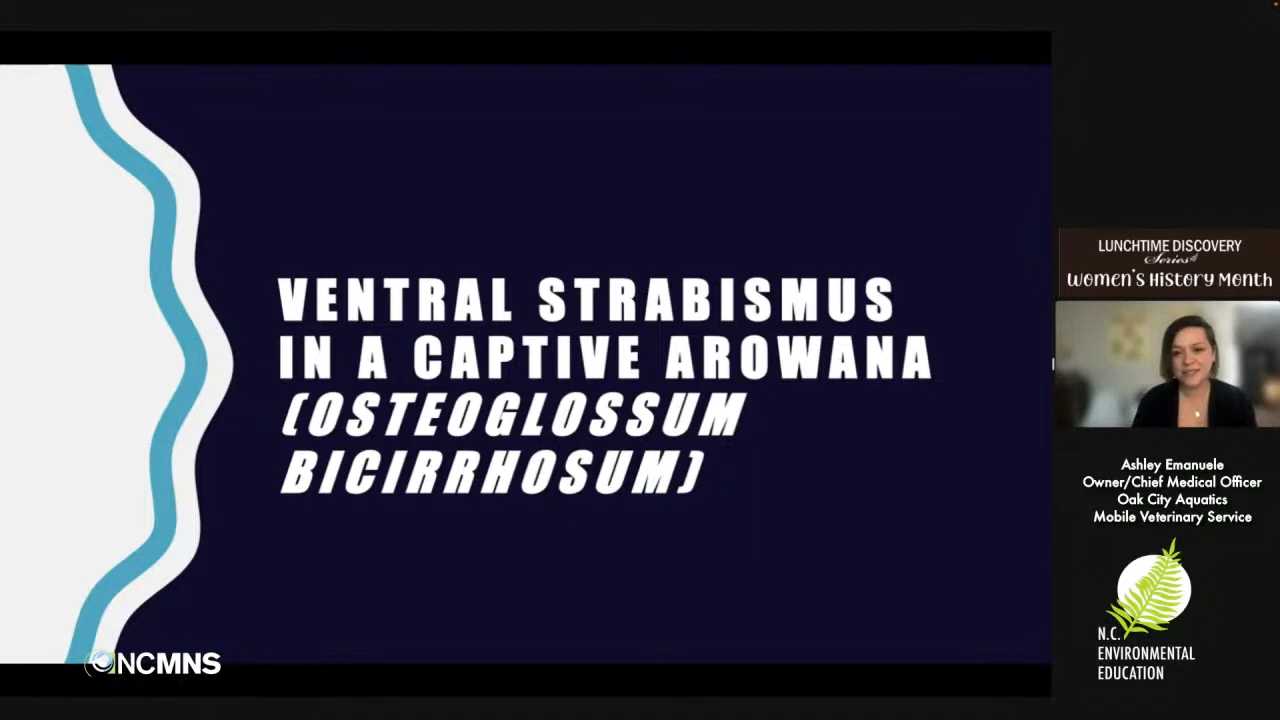 VENTRAL STRABISMUS
IN A CAPTIVE AROWANA
(OSTEOGLOSSUM
BICIRRHOSUM)
NCMNS
LUNCHTIME DISCOVERY
Series
Women's History Month
Ashley Emanuele
Owner/Chief Medical Officer
Oak City Aquatics
Mobile Veterinary Service
N.C.
ENVIRONMENTAL
EDUCATION